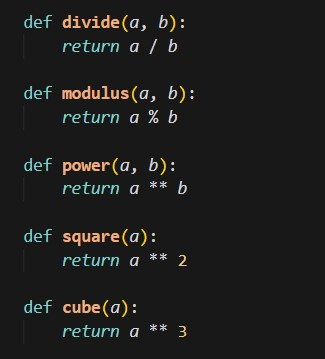 def divide(a, b):
    return a / b
def modulus(a, b):
    return a % b
def power(a, b):
    return a ** b
def square(a):
    return a ** 2
def cube(a):
    return a ** 3